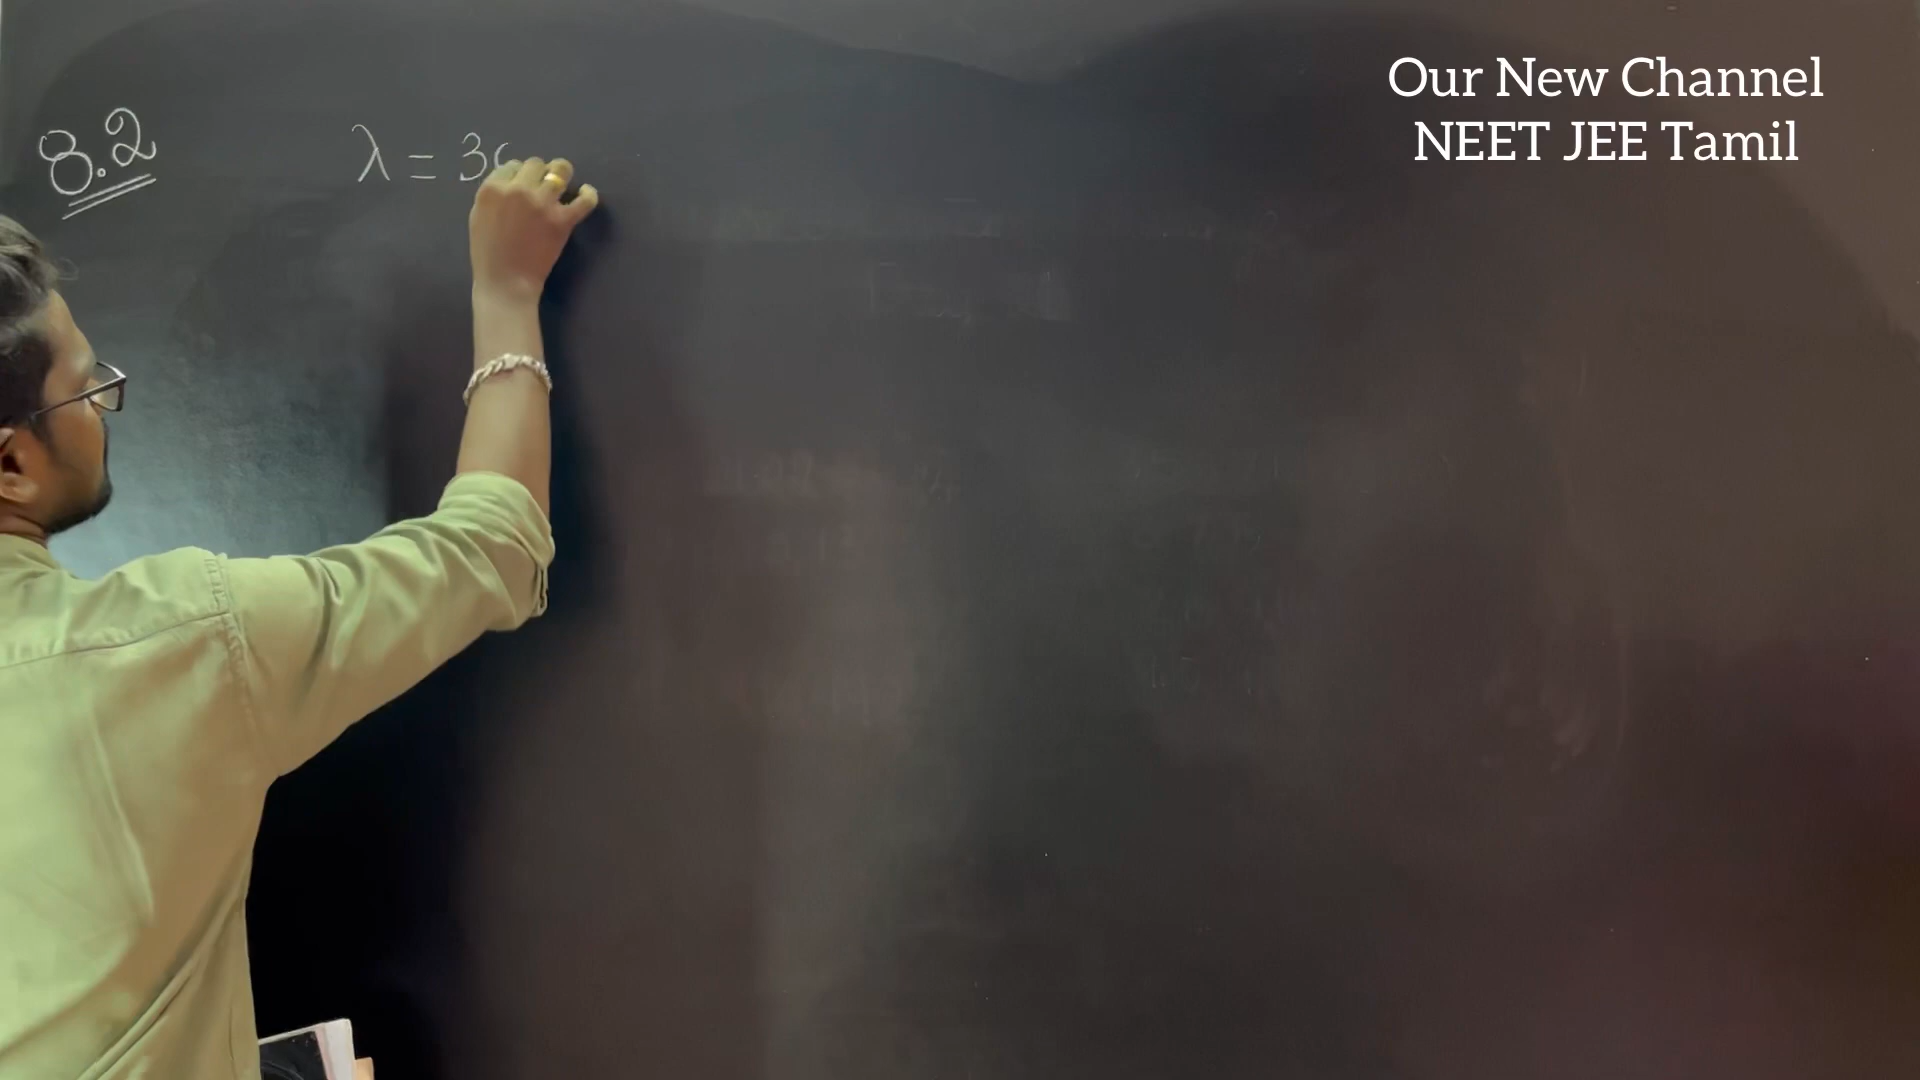 Our New Channel
NEET JEE Tamil
8.2
λ = 3